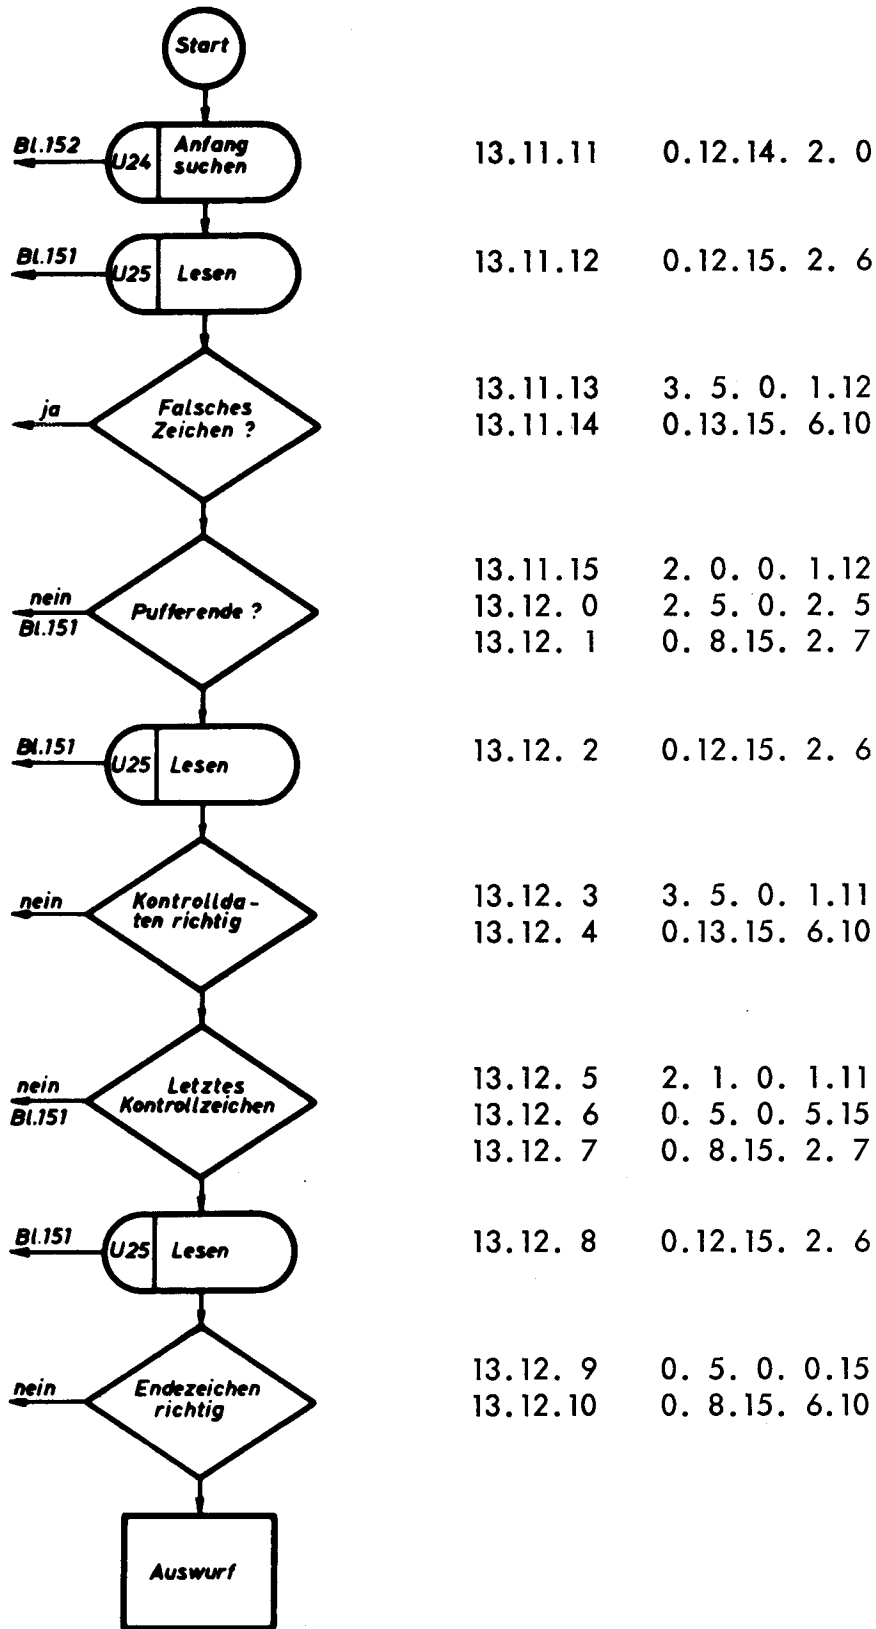 Start
Bl.152
U24
Anfang
suchen
13.11.11 0.12.14. 2. 0
Bl.151
U25
Lesen
13.11.12 0.12.15. 2. 6
ja
Falsches
Zeichen ?
13.11.13 3. 5. 0. 1.12
13.11.14 0.13.15. 6.10
nein
Bl.151
Pufferende ?
13.11.15 2. 0. 0. 1.12
13.12. 0 2. 5. 0. 2. 5
13.12. 1 0. 8.15. 2. 7
Bl.151
U25
Lesen
13.12. 2 0.12.15. 2. 6
nein
Kontrollda-
ten richtig
13.12. 3 3. 5. 0. 1.11
13.12. 4 0.13.15. 6.10
nein
Bl.151
Letztes
Kontrollzeichen
13.12. 5 2. 1. 0. 1.11
13.12. 6 0. 5. 0. 5.15
13.12. 7 0. 8.15. 2. 7
Bl.151
U25
Lesen
13.12. 8 0.12.15. 2. 6
nein
Endezeichen
richtig
13.12. 9 0. 5. 0. 0.15
13.12.10 0. 8.15. 6.10
Auswurf